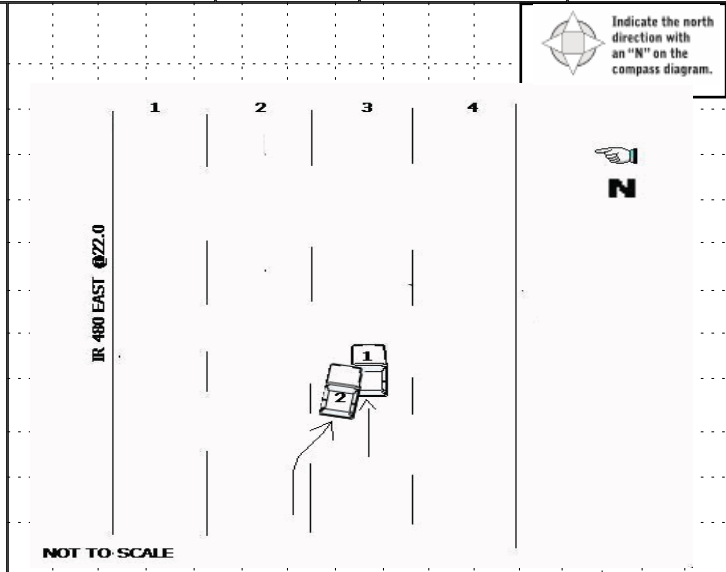 Indicate the north
direction with
an "N" on the
compass diagram.
1 2 3 4
N
IR 480 EAST @22.0
1
2
NOT TO SCALE